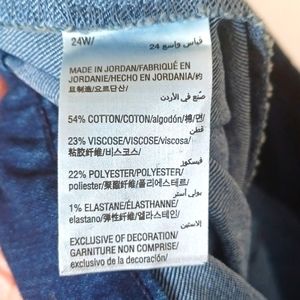 24W/ قياس واسع 24
MADE IN JORDAN/FABRIQUÉ EN
JORDANIE/HECHO EN JORDANIA/约
旦制造/요르단산/
صنع في الأردن
54% COTTON/COTON/algodón/棉/면/
قطن
23% VISCOSE/VISCOSE/viscosa/
粘胶纤维/비스코스/
فيسكوز
22% POLYESTER/POLYESTER/
poliéster/聚酯纤维/폴리에스테르/
بولي أستر
1% ELASTANE/ÉLASTHANNE/
elastano/弹性纤维/엘라스테인/
الاستين
EXCLUSIVE OF DECORATION/
GARNITURE NON COMPRISE/
exclusivo de la decoración/